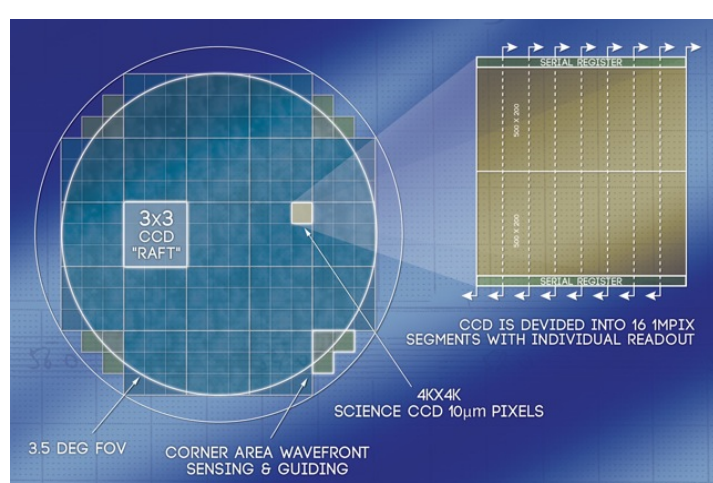 3x3
CCD
"RAFT"
SERIAL REGISTER
500 X 200
500 X 200
SERIAL REGISTER
CCD IS DEVIDED INTO 16 1MPIX
SEGMENTS WITH INDIVIDUAL READOUT
4KX4K
SCIENCE CCD 10μm PIXELS
3.5 DEG FOV
CORNER AREA WAVEFRONT
SENSING & GUIDING